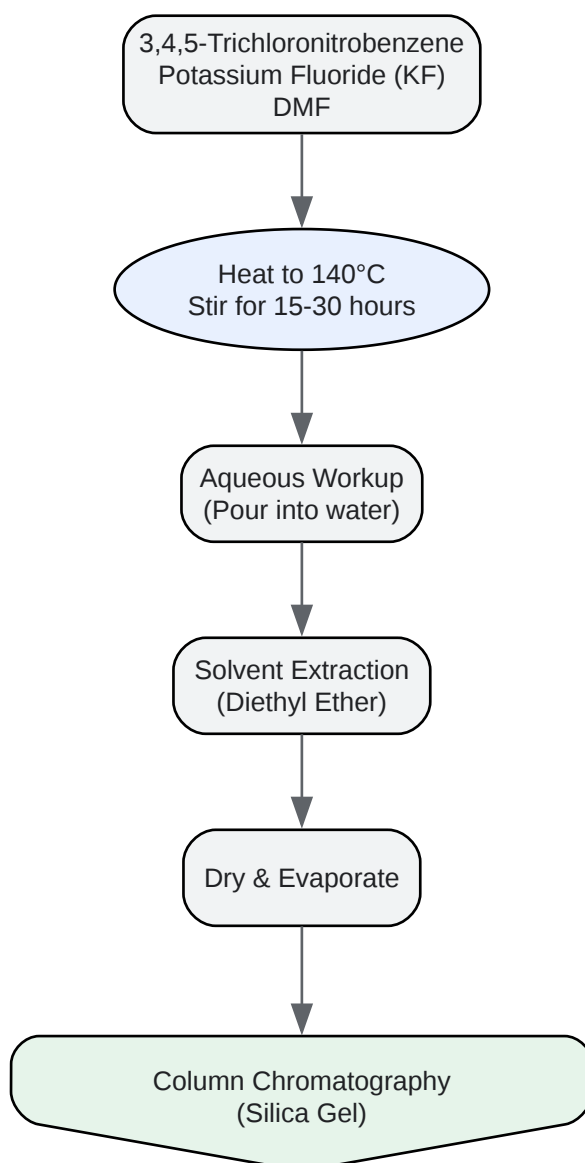 3,4,5-Trichloronitrobenzene
Potassium Fluoride (KF)
DMF
Heat to 140°C
Stir for 15-30 hours
Aqueous Workup
(Pour into water)
Solvent Extraction
(Diethyl Ether)
Dry & Evaporate
Column Chromatography
(Silica Gel)